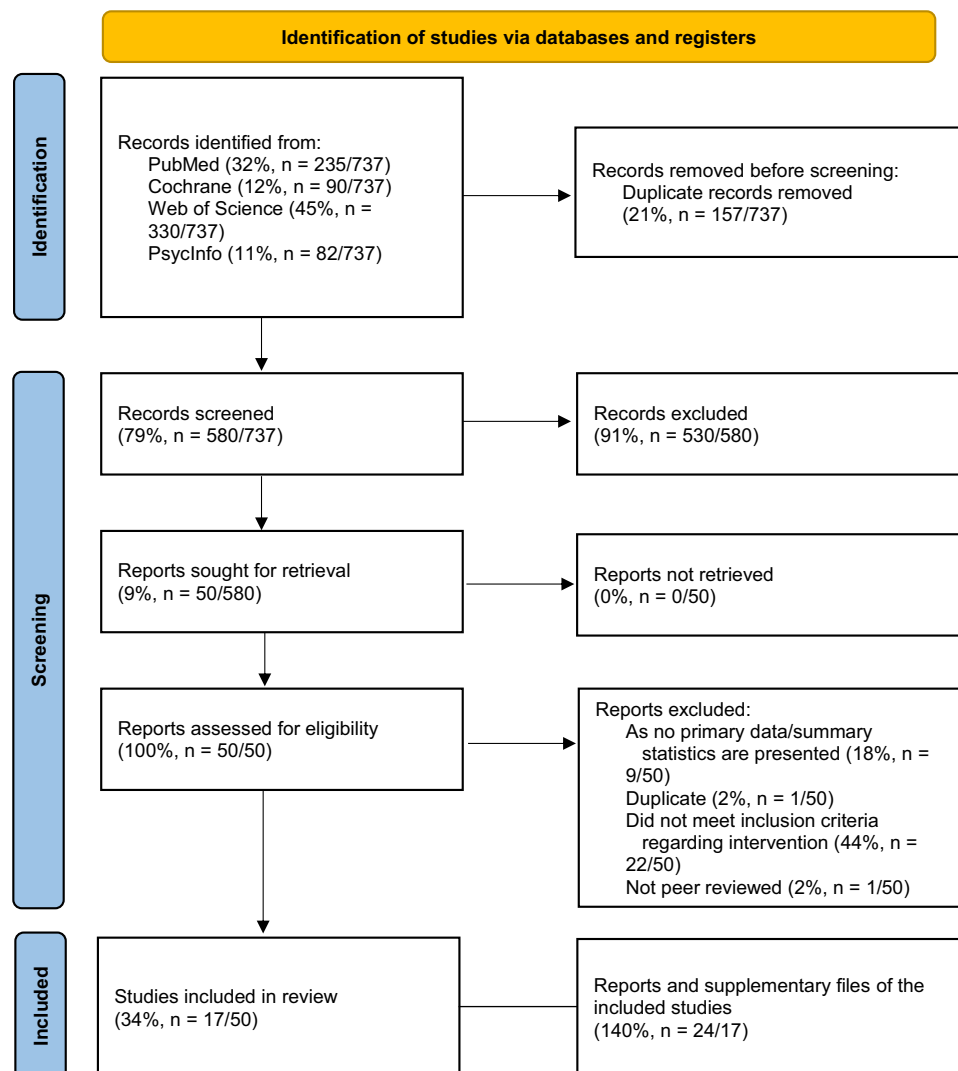 Identification of studies via databases and registers
Identification
Records identified from:
PubMed (32%, n = 235/737)
Cochrane (12%, n = 90/737)
Web of Science (45%, n =
330/737)
PsycInfo (11%, n = 82/737)
Records removed before screening:
Duplicate records removed
(21%, n = 157/737)
Screening
Records screened
(79%, n = 580/737)
Records excluded
(91%, n = 530/580)
Reports sought for retrieval
(9%, n = 50/580)
Reports not retrieved
(0%, n = 0/50)
Reports assessed for eligibility
(100%, n = 50/50)
Reports excluded:
As no primary data/summary
statistics are presented (18%, n =
9/50)
Duplicate (2%, n = 1/50)
Did not meet inclusion criteria
regarding intervention (44%, n =
22/50)
Not peer reviewed (2%, n = 1/50)
Included
Studies included in review
(34%, n = 17/50)
Reports and supplementary files of the
included studies
(140%, n = 24/17)